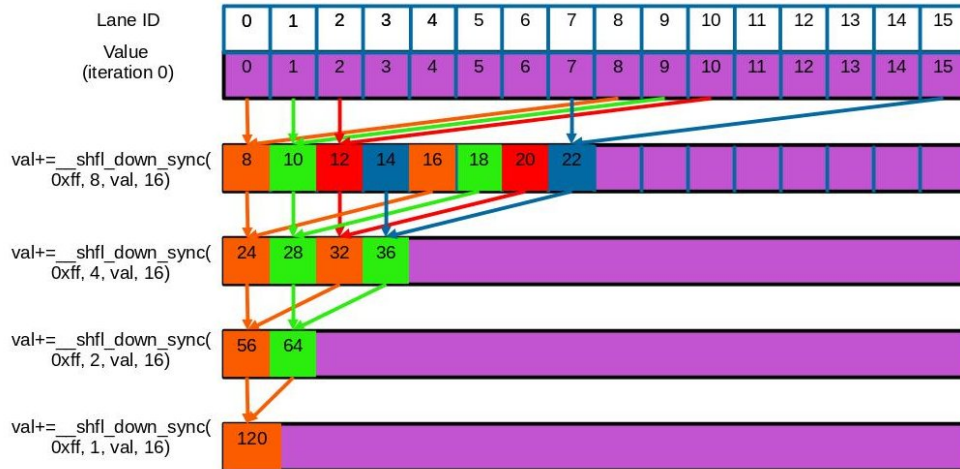 Lane ID 0 1 2 3 4 5 6 7 8 9 10 11 12 13 14 15
Value
(iteration 0) 0 1 2 3 4 5 6 7 8 9 10 11 12 13 14 15
val+=__shfl_down_sync(
0xff, 8, val, 16)
8 10 12 14 16 18 20 22
val+=__shfl_down_sync(
0xff, 4, val, 16)
24 28 32 36
val+=__shfl_down_sync(
0xff, 2, val, 16)
56 64
val+=__shfl_down_sync(
0xff, 1, val, 16)
120